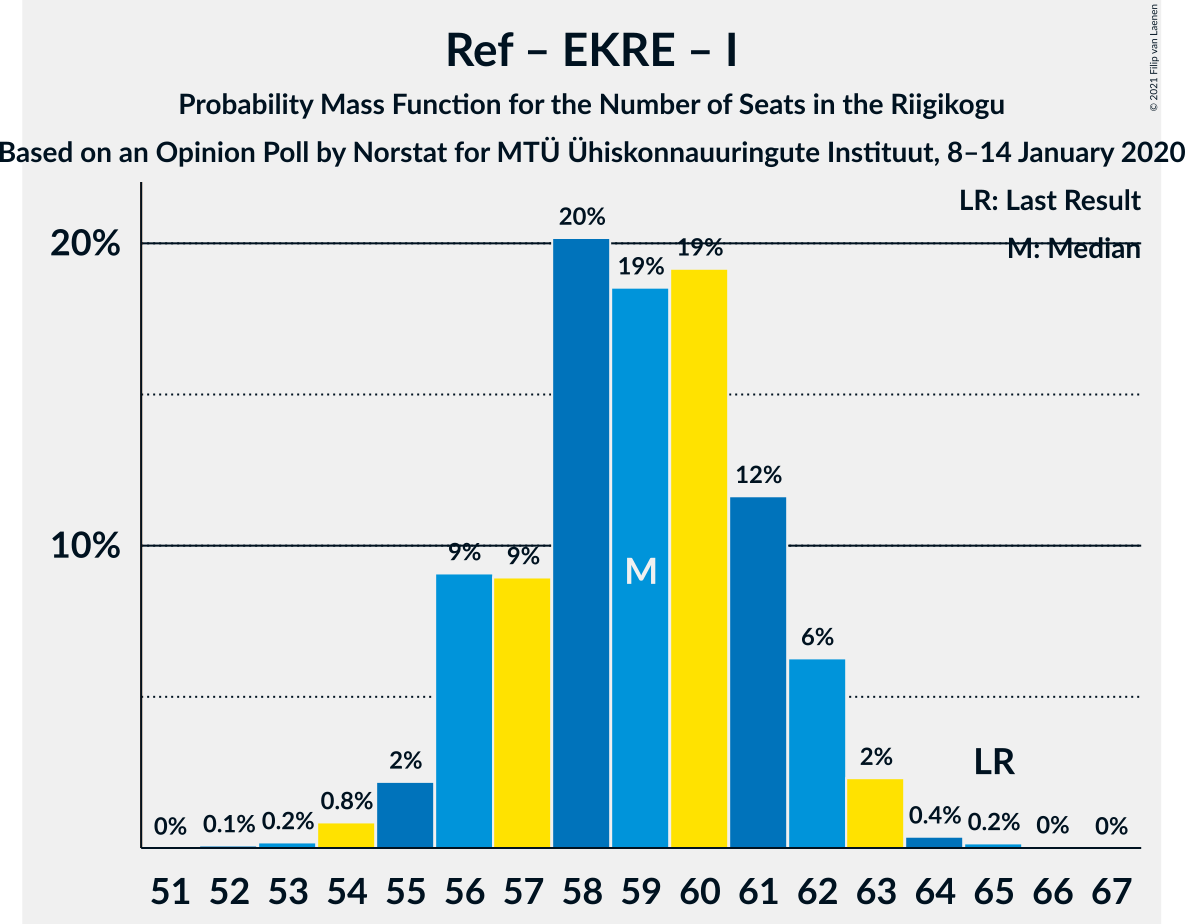 Ref – EKRE – I
Probability Mass Function for the Number of Seats in the Riigikogu
Based on an Opinion Poll by Norstat for MTÜ Ühiskonnauuringute Instituut, 8–14 January 2020
© 2021 Filip van Laenen
LR: Last Result
M: Median
20%
10%
0% 0.1% 0.2% 0.8% 2% 9% 9% 20% 19% 19% 12% 6% 2% 0.4% 0.2% 0% 0%
M
LR
51 52 53 54 55 56 57 58 59 60 61 62 63 64 65 66 67